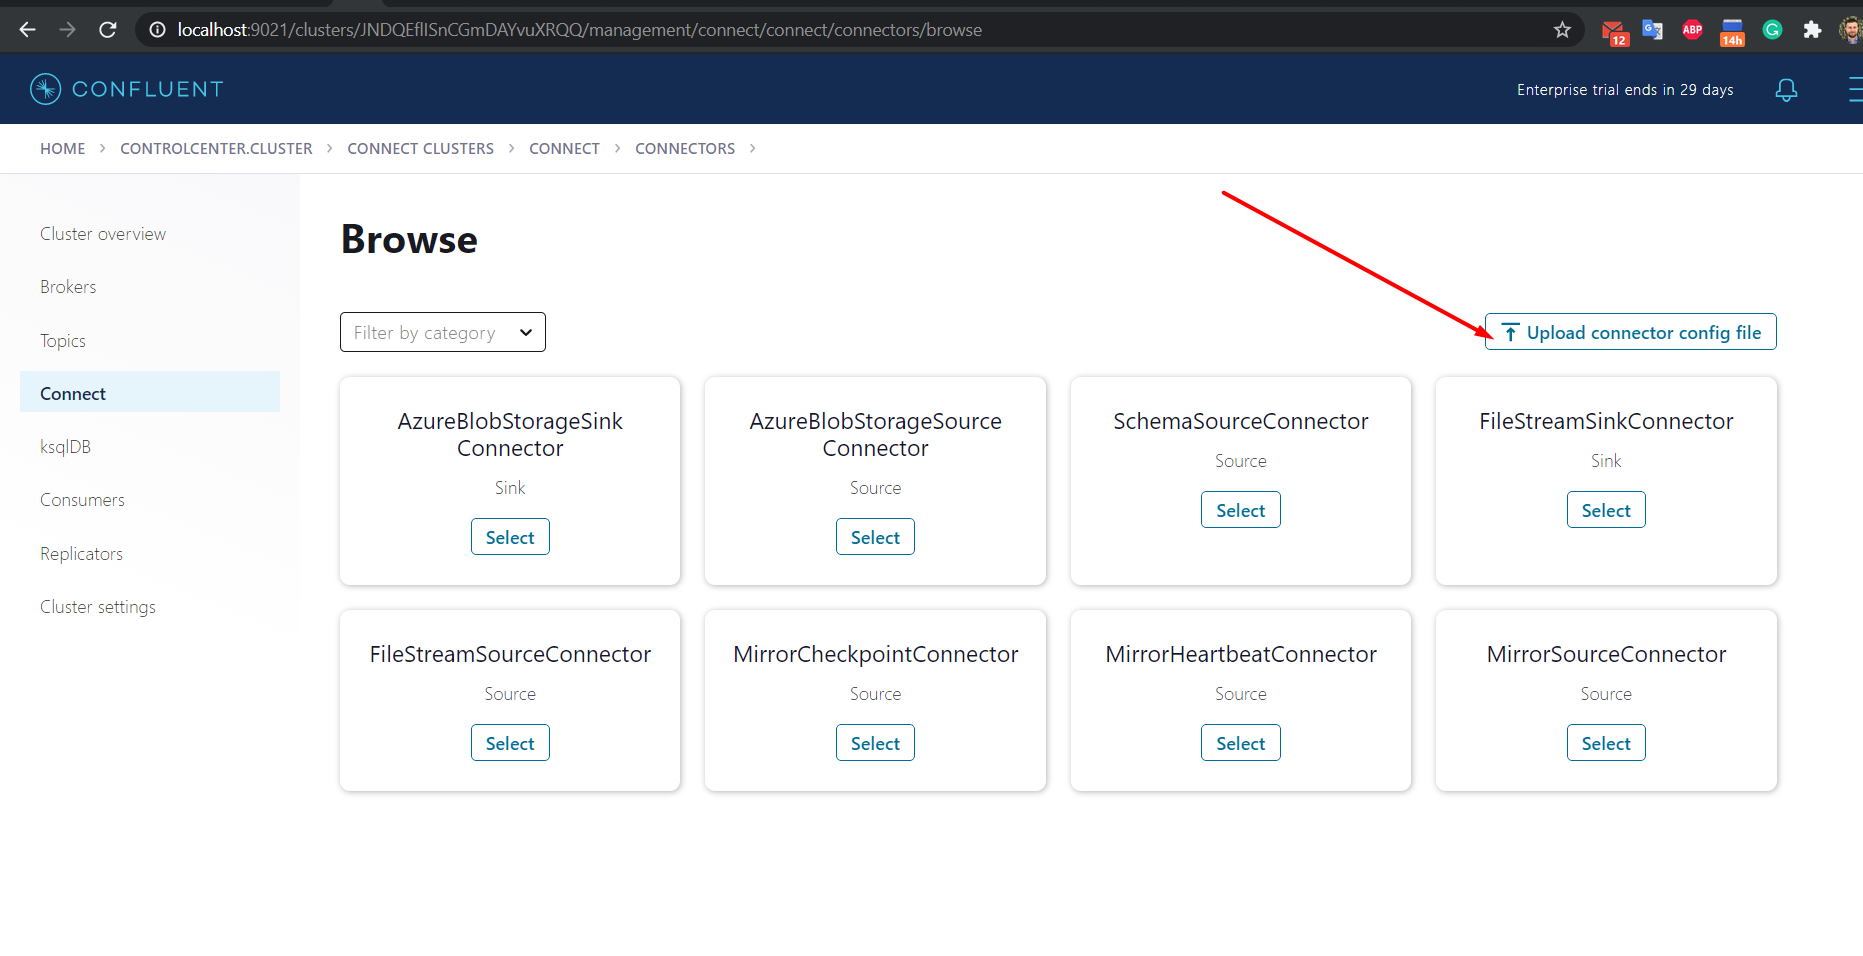 localhost:9021/clusters/JNDQEflISnCGmDAYvuXRQQ/management/connect/connect/connectors/browse
12
ABP
14h
CONFLUENT
Enterprise trial ends in 29 days
HOME > CONTROLCENTER.CLUSTER > CONNECT CLUSTERS > CONNECT > CONNECTORS >
Cluster overview
Brokers
Topics
Connect
ksqlDB
Consumers
Replicators
Cluster settings
Browse
Filter by category
Upload connector config file
AzureBlobStorageSink
Connector
Sink
Select
AzureBlobStorageSource
Connector
Source
Select
SchemaSourceConnector
Source
Select
FileStreamSinkConnector
Sink
Select
FileStreamSourceConnector
Source
Select
MirrorCheckpointConnector
Source
Select
MirrorHeartbeatConnector
Source
Select
MirrorSourceConnector
Source
Select